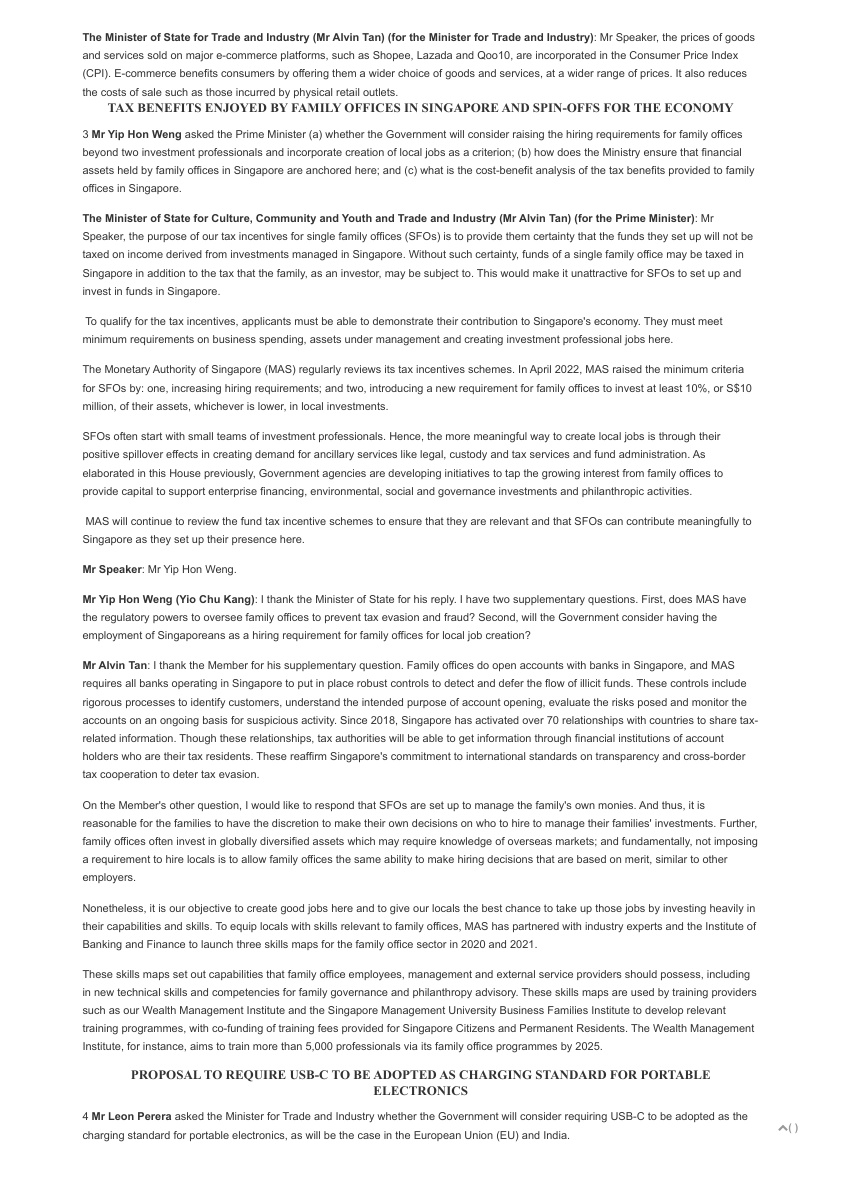 The Minister of State for Trade and Industry (Mr Alvin Tan) (for the Minister for Trade and Industry): Mr Speaker, the prices of goods
and services sold on major e-commerce platforms, such as Shopee, Lazada and Qoo10, are incorporated in the Consumer Price Index
(CPI). E-commerce benefits consumers by offering them a wider choice of goods and services, at a wider range of prices. It also reduces
the costs of sale such as those incurred by physical retail outlets.
TAX BENEFITS ENJOYED BY FAMILY OFFICES IN SINGAPORE AND SPIN-OFFS FOR THE ECONOMY
3 Mr Yip Hon Weng asked the Prime Minister (a) whether the Government will consider raising the hiring requirements for family offices
beyond two investment professionals and incorporate creation of local jobs as a criterion; (b) how does the Ministry ensure that financial
assets held by family offices in Singapore are anchored here; and (c) what is the cost-benefit analysis of the tax benefits provided to family
offices in Singapore.
The Minister of State for Culture, Community and Youth and Trade and Industry (Mr Alvin Tan) (for the Prime Minister): Mr
Speaker, the purpose of our tax incentives for single family offices (SFOs) is to provide them certainty that the funds they set up will not be
taxed on income derived from investments managed in Singapore. Without such certainty, funds of a single family office may be taxed in
Singapore in addition to the tax that the family, as an investor, may be subject to. This would make it unattractive for SFOs to set up and
invest in funds in Singapore.
To qualify for the tax incentives, applicants must be able to demonstrate their contribution to Singapore's economy. They must meet
minimum requirements on business spending, assets under management and creating investment professional jobs here.
The Monetary Authority of Singapore (MAS) regularly reviews its tax incentives schemes. In April 2022, MAS raised the minimum criteria
for SFOs by: one, increasing hiring requirements; and two, introducing a new requirement for family offices to invest at least 10%, or S$10
million, of their assets, whichever is lower, in local investments.
SFOs often start with small teams of investment professionals. Hence, the more meaningful way to create local jobs is through their
positive spillover effects in creating demand for ancillary services like legal, custody and tax services and fund administration. As
elaborated in this House previously, Government agencies are developing initiatives to tap the growing interest from family offices to
provide capital to support enterprise financing, environmental, social and governance investments and philanthropic activities.
MAS will continue to review the fund tax incentive schemes to ensure that they are relevant and that SFOs can contribute meaningfully to
Singapore as they set up their presence here.
Mr Speaker: Mr Yip Hon Weng.
Mr Yip Hon Weng (Yio Chu Kang): I thank the Minister of State for his reply. I have two supplementary questions. First, does MAS have
the regulatory powers to oversee family offices to prevent tax evasion and fraud? Second, will the Government consider having the
employment of Singaporeans as a hiring requirement for family offices for local job creation?
Mr Alvin Tan: I thank the Member for his supplementary question. Family offices do open accounts with banks in Singapore, and MAS
requires all banks operating in Singapore to put in place robust controls to detect and defer the flow of illicit funds. These controls include
rigorous processes to identify customers, understand the intended purpose of account opening, evaluate the risks posed and monitor the
accounts on an ongoing basis for suspicious activity. Since 2018, Singapore has activated over 70 relationships with countries to share tax-
related information. Though these relationships, tax authorities will be able to get information through financial institutions of account
holders who are their tax residents. These reaffirm Singapore's commitment to international standards on transparency and cross-border
tax cooperation to deter tax evasion.
On the Member's other question, I would like to respond that SFOs are set up to manage the family's own monies. And thus, it is
reasonable for the families to have the discretion to make their own decisions on who to hire to manage their families' investments. Further,
family offices often invest in globally diversified assets which may require knowledge of overseas markets; and fundamentally, not imposing
a requirement to hire locals is to allow family offices the same ability to make hiring decisions that are based on merit, similar to other
employers.
Nonetheless, it is our objective to create good jobs here and to give our locals the best chance to take up those jobs by investing heavily in
their capabilities and skills. To equip locals with skills relevant to family offices, MAS has partnered with industry experts and the Institute of
Banking and Finance to launch three skills maps for the family office sector in 2020 and 2021.
These skills maps set out capabilities that family office employees, management and external service providers should possess, including
in new technical skills and competencies for family governance and philanthropy advisory. These skills maps are used by training providers
such as our Wealth Management Institute and the Singapore Management University Business Families Institute to develop relevant
training programmes, with co-funding of training fees provided for Singapore Citizens and Permanent Residents. The Wealth Management
Institute, for instance, aims to train more than 5,000 professionals via its family office programmes by 2025.
PROPOSAL TO REQUIRE USB-C TO BE ADOPTED AS CHARGING STANDARD FOR PORTABLE
ELECTRONICS
4 Mr Leon Perera asked the Minister for Trade and Industry whether the Government will consider requiring USB-C to be adopted as the
charging standard for portable electronics, as will be the case in the European Union (EU) and India.
( )